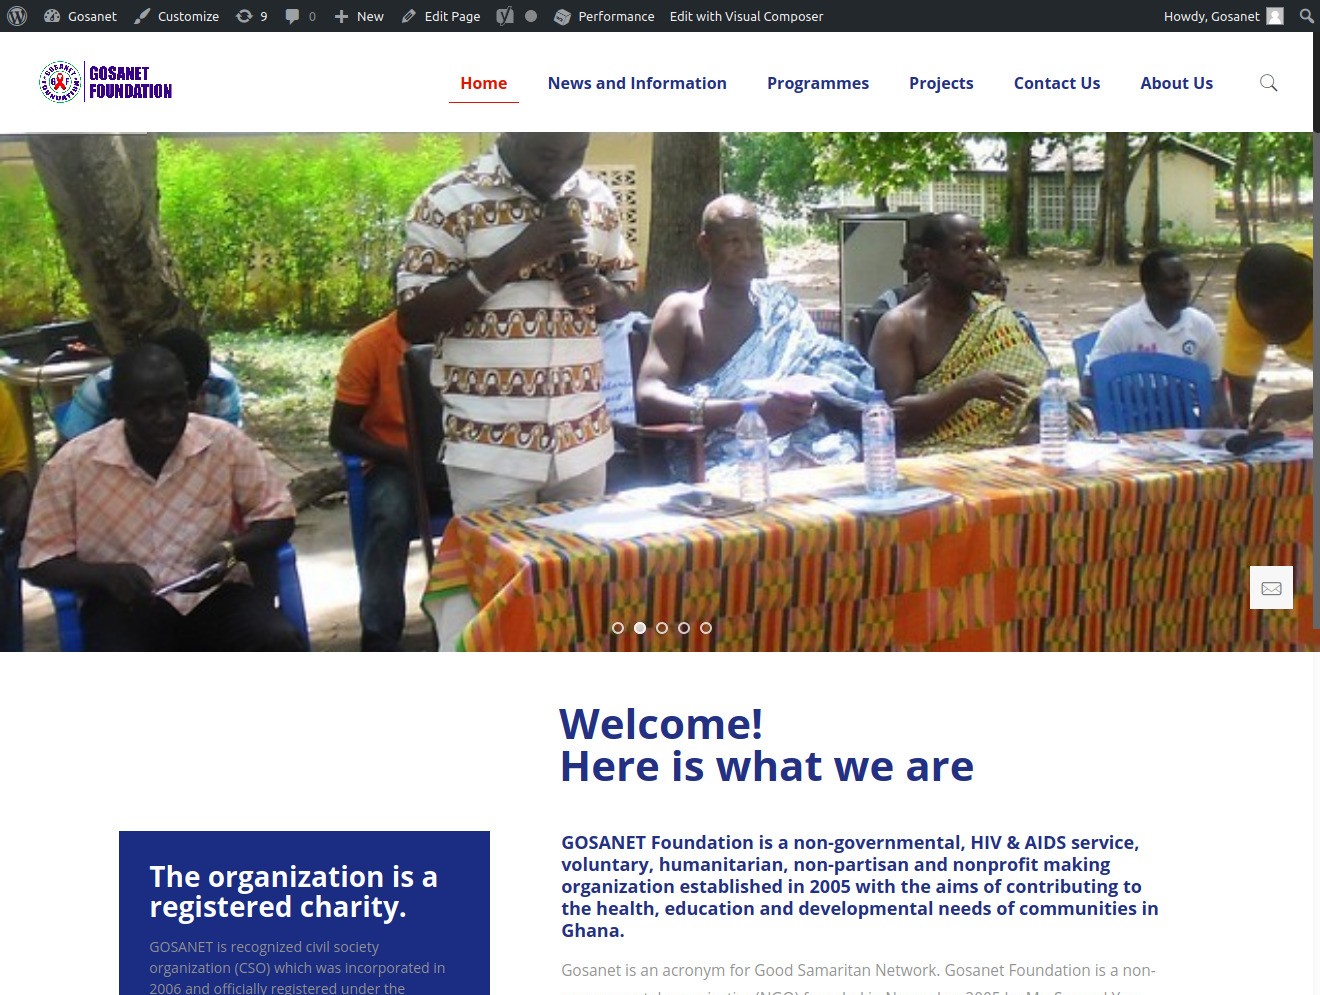 Gosanet Customize 9 0 New Edit Page Performance Edit with Visual Composer Howdy, Gosanet
GOSANET
FOUNDATION
Home News and Information Programmes Projects Contact Us About Us
Welcome!
Here is what we are
The organization is a
registered charity.
GOSANET is recognized civil society
organization (CSO) which was incorporated in
2006 and officially registered under the
GOSANET Foundation is a non-governmental, HIV & AIDS service,
voluntary, humanitarian, non-partisan and nonprofit making
organization established in 2005 with the aims of contributing to
the health, education and developmental needs of communities in
Ghana.
Gosanet is an acronym for Good Samaritan Network. Gosanet Foundation is a non-